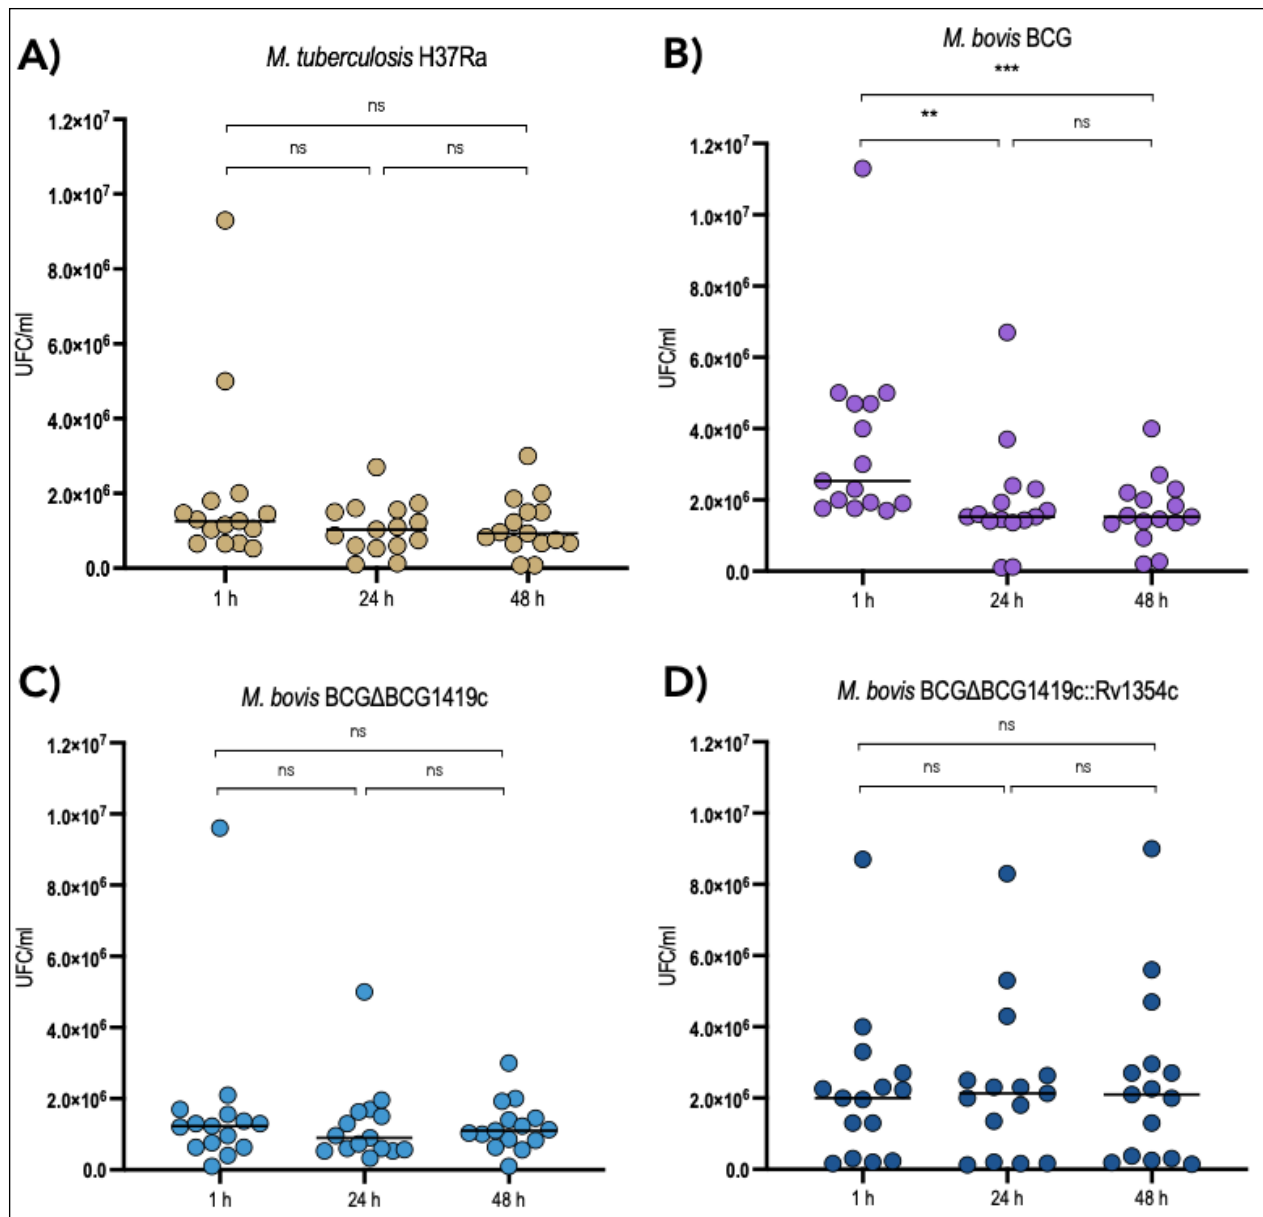 A)
M. tuberculosis H37Ra
ns
ns
ns
1.2×10⁷
1.0×10⁷
8.0×10⁶
6.0×10⁶
4.0×10⁶
2.0×10⁶
0.0
UFC/ml
1 h
24 h
48 h
B)
M. bovis BCG
***
**
ns
1.2×10⁷
1.0×10⁷
8.0×10⁶
6.0×10⁶
4.0×10⁶
2.0×10⁶
0.0
UFC/ml
1 h
24 h
48 h
C)
M. bovis BCGΔBCG1419c
ns
ns
ns
1.2×10⁷
1.0×10⁷
8.0×10⁶
6.0×10⁶
4.0×10⁶
2.0×10⁶
0.0
UFC/ml
1 h
24 h
48 h
D)
M. bovis BCGΔBCG1419c::Rv1354c
ns
ns
ns
1.2×10⁷
1.0×10⁷
8.0×10⁶
6.0×10⁶
4.0×10⁶
2.0×10⁶
0.0
UFC/ml
1 h
24 h
48 h